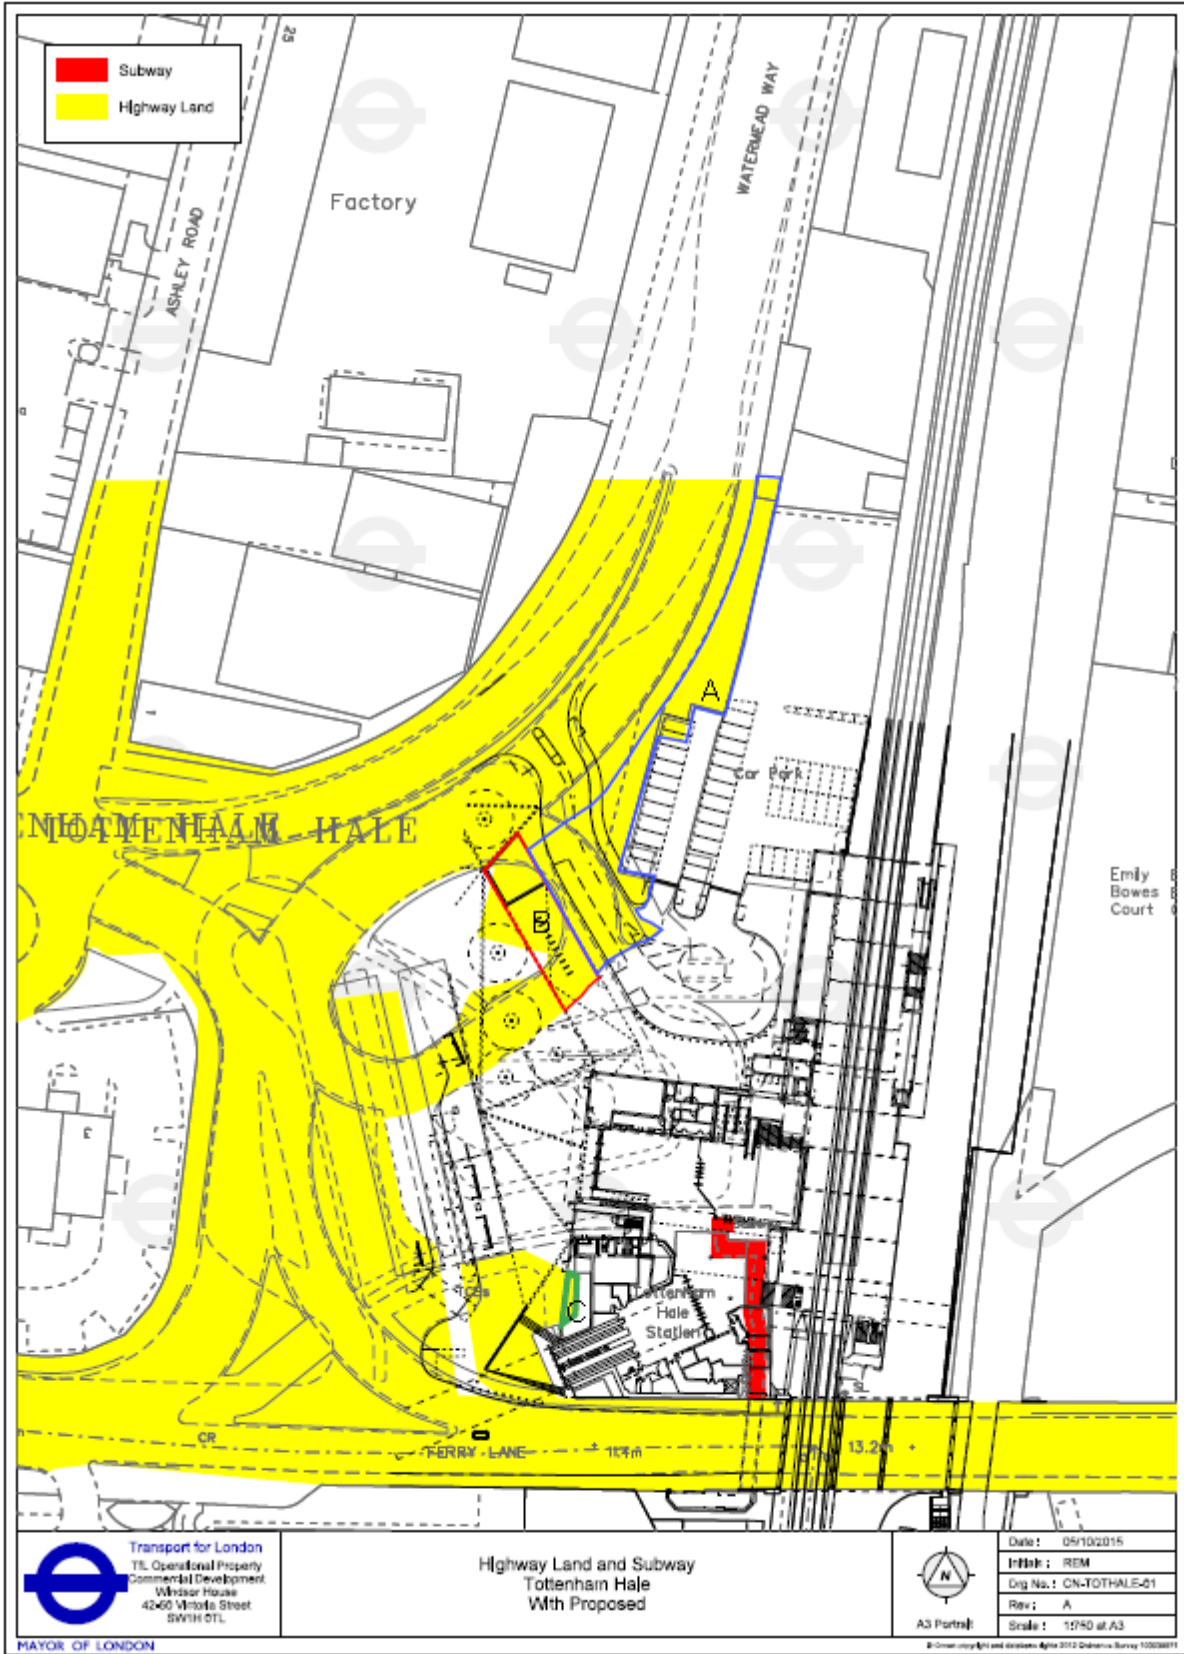 Subway
Highway Land
25
WATERMEAD WAY
Factory
ASHLEY ROAD
A
Car Park
TOTTENHAM HALE
Emily
Bowes
Court
B
TCBs
C
Tottenham
Hale
Station
SL
CR
FERRY LANE
11.4m
13.2m
Transport for London
TfL Operational Property
Commercial Development
Windsor House
42-50 Victoria Street
SW1H 0TL
MAYOR OF LONDON
Highway Land and Subway
Tottenham Hale
With Proposed
N
A3 Portrait
Date : 05/10/2015
Initials : REM
Drg No. : CN-TOTHALE-01
Rev : A
Scale : 1:750 at A3